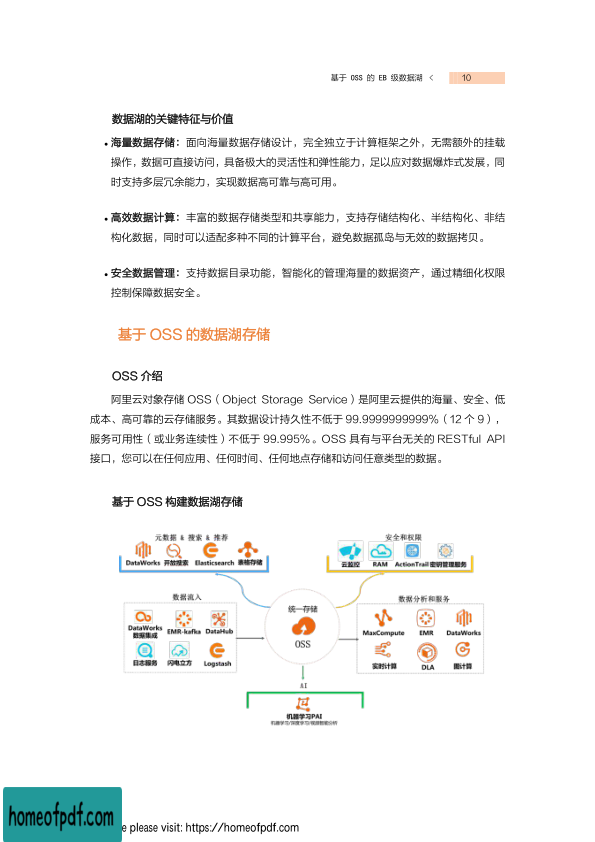 基于 OSS 的 EB 级数据湖 < 10
数据湖的关键特征与价值
• 海量数据存储：面向海量数据存储设计，完全独立于计算框架之外，无需额外的挂载
操作，数据可直接访问，具备极大的灵活性和弹性能力，足以应对数据爆炸式发展，同
时支持多层冗余能力，实现数据高可靠与高可用。
• 高效数据计算：丰富的数据存储类型和共享能力，支持存储结构化、半结构化、非结
构化数据，同时可以适配多种不同的计算平台，避免数据孤岛与无效的数据拷贝。
• 安全数据管理：支持数据目录功能，智能化的管理海量的数据资产，通过精细化权限
控制保障数据安全。
基于 OSS 的数据湖存储
OSS 介绍
阿里云对象存储 OSS（Object Storage Service）是阿里云提供的海量、安全、低
成本、高可靠的云存储服务。其数据设计持久性不低于 99.9999999999%（12 个 9），
服务可用性（或业务连续性）不低于 99.995%。OSS 具有与平台无关的 RESTful API
接口，您可以在任何应用、任何时间、任何地点存储和访问任意类型的数据。
基于 OSS 构建数据湖存储
元数据 & 搜索 & 推荐
DataWorks 开放搜索 Elasticsearch 表格存储
安全和权限
云监控 RAM ActionTrail 密钥管理服务
数据流入
DataWorks
数据集成
EMR-kafka DataHub
日志服务 闪电立方 Logstash
统一存储
OSS
数据分析和服务
MaxCompute EMR DataWorks
实时计算 DLA 图计算
AI
机器学习PAI
机器学习/深度学习/视频智能分析
homeofpdf.com
e please visit: https://homeofpdf.com